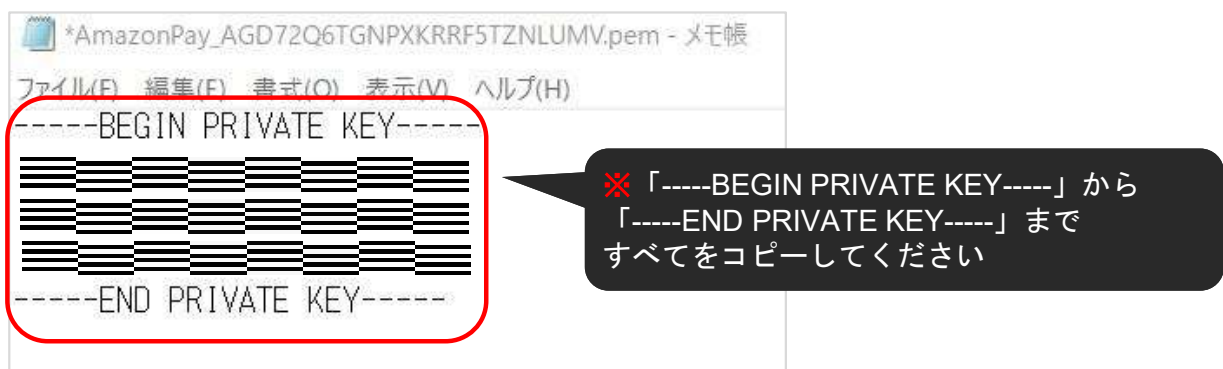 *AmazonPay_AGD72Q6TGNPXKRRF5TZNLUMV.pem - メモ帳
ファイル(F) 編集(E) 書式(O) 表示(V) ヘルプ(H)
-----BEGIN PRIVATE KEY-----
-----END PRIVATE KEY-----
※「-----BEGIN PRIVATE KEY-----」から
「-----END PRIVATE KEY-----」まで
すべてをコピーしてください